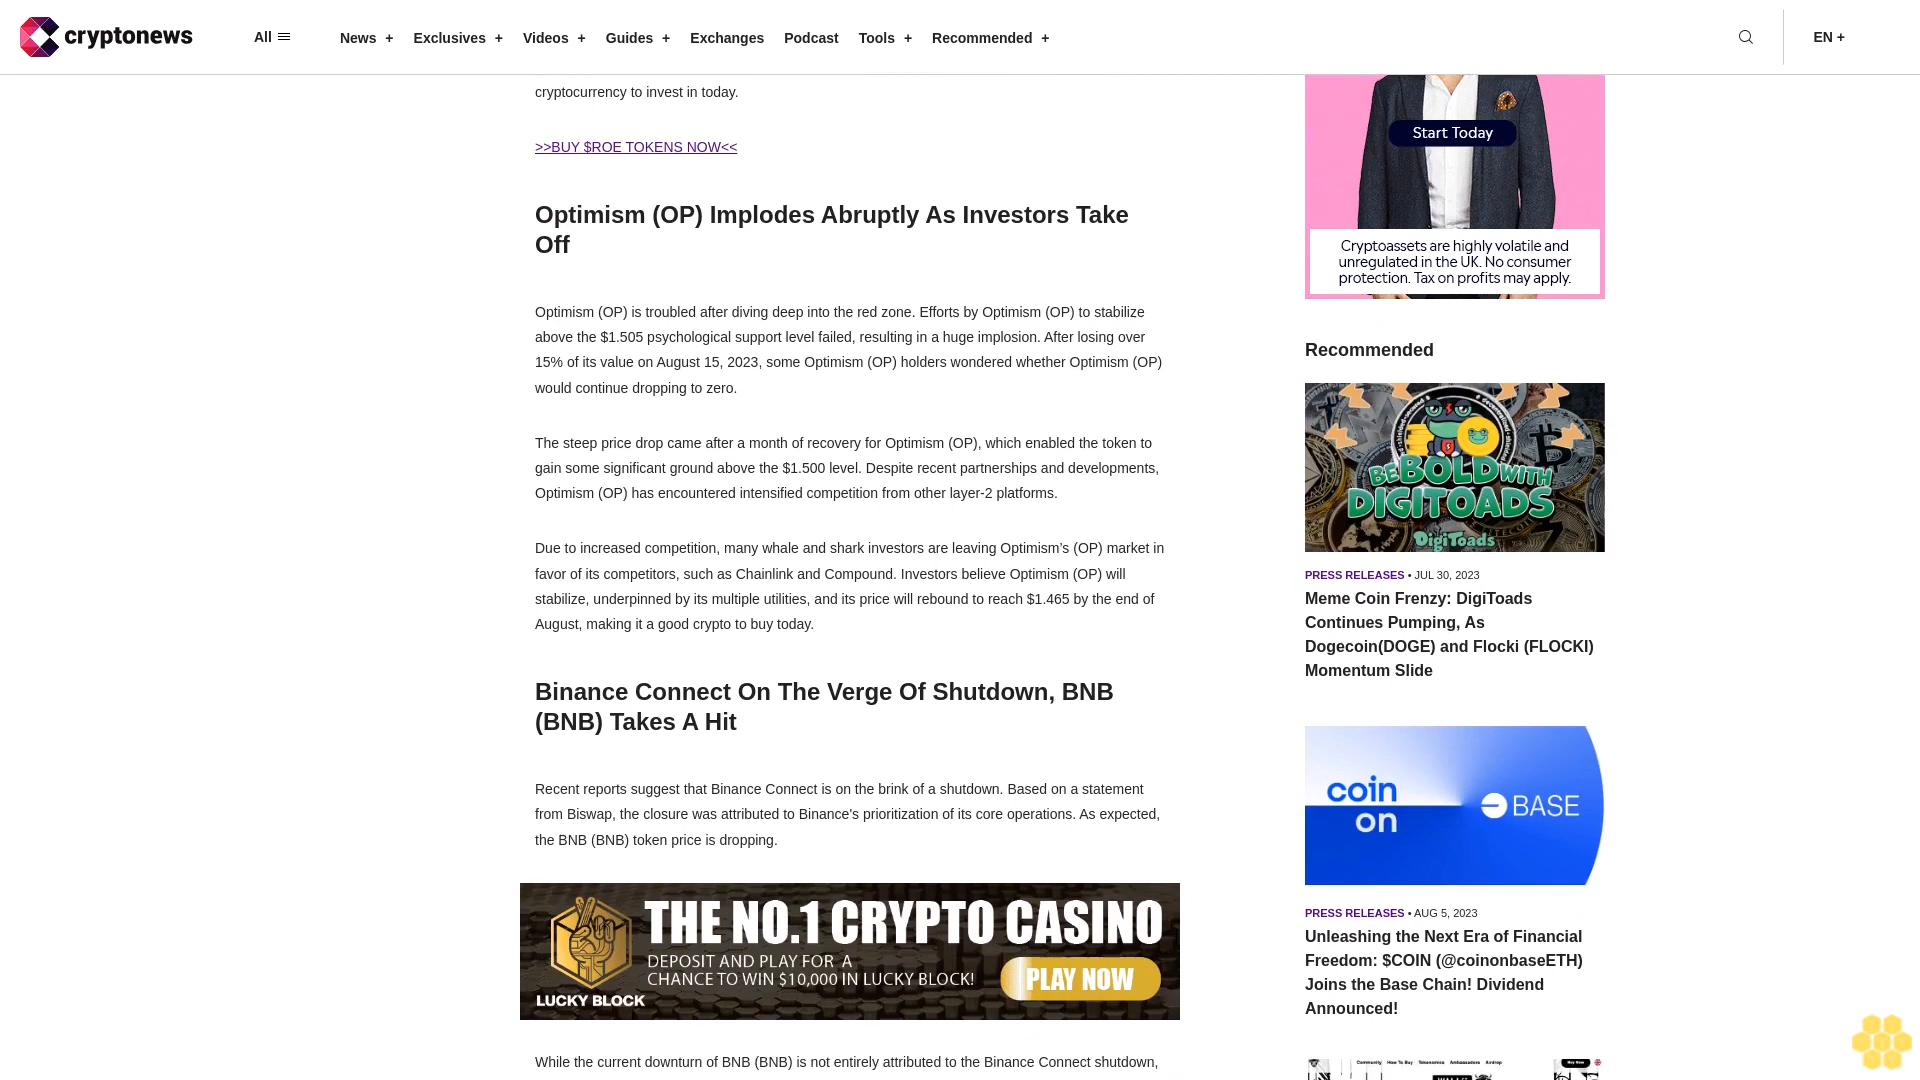 cryptonews
All
News +
Exclusives +
Videos +
Guides +
Exchanges
Podcast
Tools +
Recommended +
EN +
cryptocurrency to invest in today.
>>BUY $ROE TOKENS NOW<<
Optimism (OP) Implodes Abruptly As Investors Take
Off
Optimism (OP) is troubled after diving deep into the red zone. Efforts by Optimism (OP) to stabilize
above the $1.505 psychological support level failed, resulting in a huge implosion. After losing over
15% of its value on August 15, 2023, some Optimism (OP) holders wondered whether Optimism (OP)
would continue dropping to zero.
The steep price drop came after a month of recovery for Optimism (OP), which enabled the token to
gain some significant ground above the $1.500 level. Despite recent partnerships and developments,
Optimism (OP) has encountered intensified competition from other layer-2 platforms.
Due to increased competition, many whale and shark investors are leaving Optimism’s (OP) market in
favor of its competitors, such as Chainlink and Compound. Investors believe Optimism (OP) will
stabilize, underpinned by its multiple utilities, and its price will rebound to reach $1.465 by the end of
August, making it a good crypto to buy today.
Binance Connect On The Verge Of Shutdown, BNB
(BNB) Takes A Hit
Recent reports suggest that Binance Connect is on the brink of a shutdown. Based on a statement
from Biswap, the closure was attributed to Binance's prioritization of its core operations. As expected,
the BNB (BNB) token price is dropping.
THE NO.1 CRYPTO CASINO
DEPOSIT AND PLAY FOR A
CHANCE TO WIN $10,000 IN LUCKY BLOCK!
PLAY NOW
LUCKY BLOCK
While the current downturn of BNB (BNB) is not entirely attributed to the Binance Connect shutdown,
Start Today
Cryptoassets are highly volatile and
unregulated in the UK. No consumer
protection. Tax on profits may apply.
Recommended
BE BOLD WITH
DIGITOADS
DigiToads
PRESS RELEASES • JUL 30, 2023
Meme Coin Frenzy: DigiToads
Continues Pumping, As
Dogecoin(DOGE) and Flocki (FLOCKI)
Momentum Slide
coin
on
BASE
PRESS RELEASES • AUG 5, 2023
Unleashing the Next Era of Financial
Freedom: $COIN (@coinonbaseETH)
Joins the Base Chain! Dividend
Announced!
Community How To Buy Tokenomics Ambassadors Airdrop
Buy Now